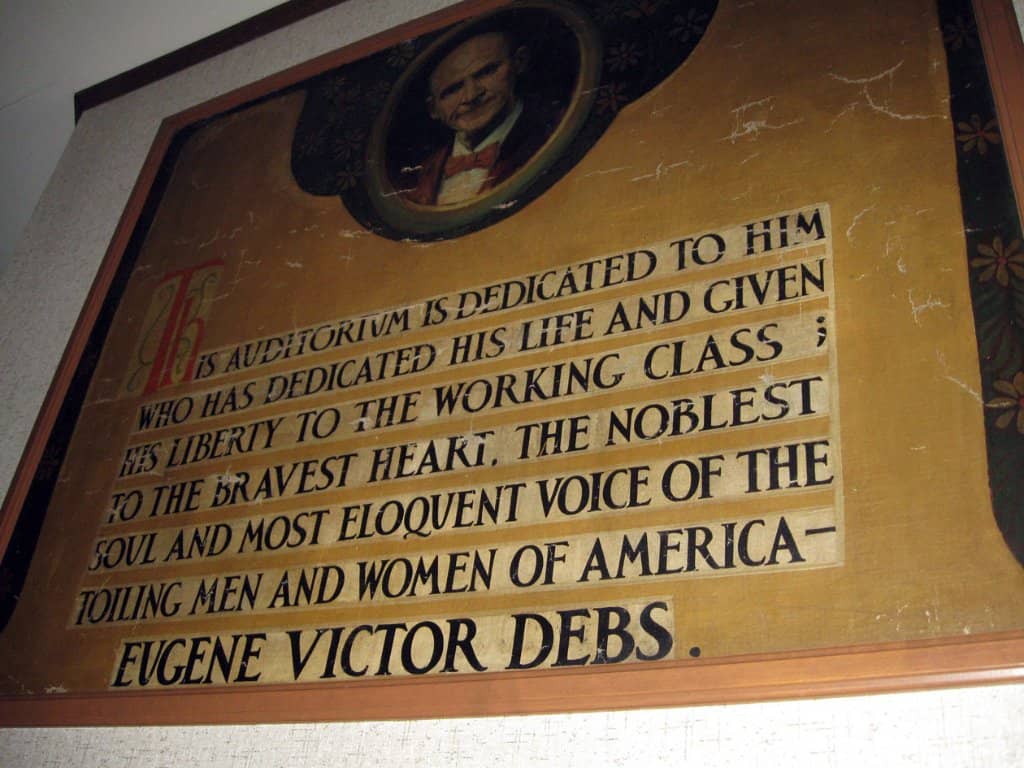 THIS AUDITORIUM IS DEDICATED TO HIM
WHO HAS DEDICATED HIS LIFE AND GIVEN
HIS LIBERTY TO THE WORKING CLASS;
TO THE BRAVEST HEART, THE NOBLEST
SOUL AND MOST ELOQUENT VOICE OF THE
TOILING MEN AND WOMEN OF AMERICA—
EUGENE VICTOR DEBS.